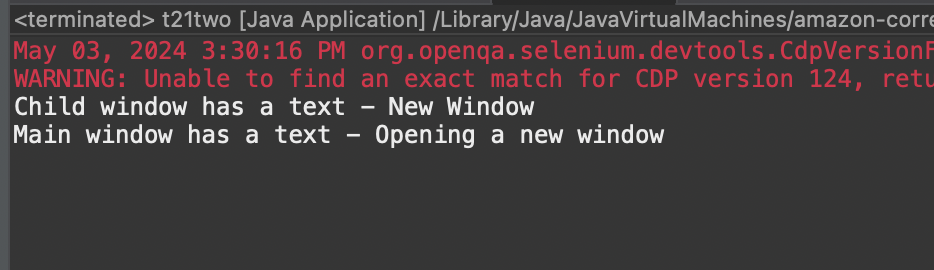 <terminated> t21two [Java Application] /Library/Java/JavaVirtualMachines/amazon-corre
May 03, 2024 3:30:16 PM org.openqa.selenium.devtools.CdpVersionF
WARNING: Unable to find an exact match for CDP version 124, retu
Child window has a text - New Window
Main window has a text - Opening a new window